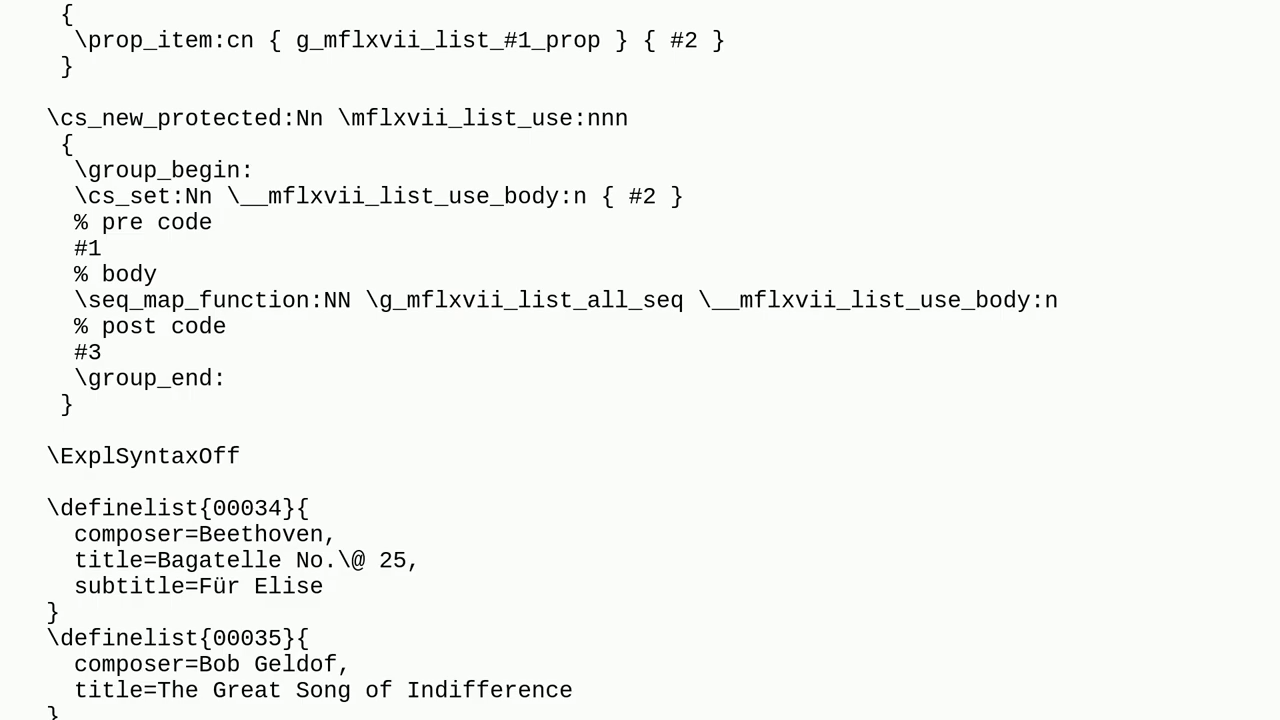 {
\prop_item:cn { g_mflxvii_list_#1_prop } { #2 }
}
\cs_new_protected:Nn \mflxvii_list_use:nnn
{
\group_begin:
\cs_set:Nn \__mflxvii_list_use_body:n { #2 }
% pre code
#1
% body
\seq_map_function:NN \g_mflxvii_list_all_seq \__mflxvii_list_use_body:n
% post code
#3
\group_end:
}
\ExplSyntaxOff
\definelist{00034}{
composer=Beethoven,
title=Bagatelle No.\@ 25,
subtitle=Für Elise
}
\definelist{00035}{
composer=Bob Geldof,
title=The Great Song of Indifference
}